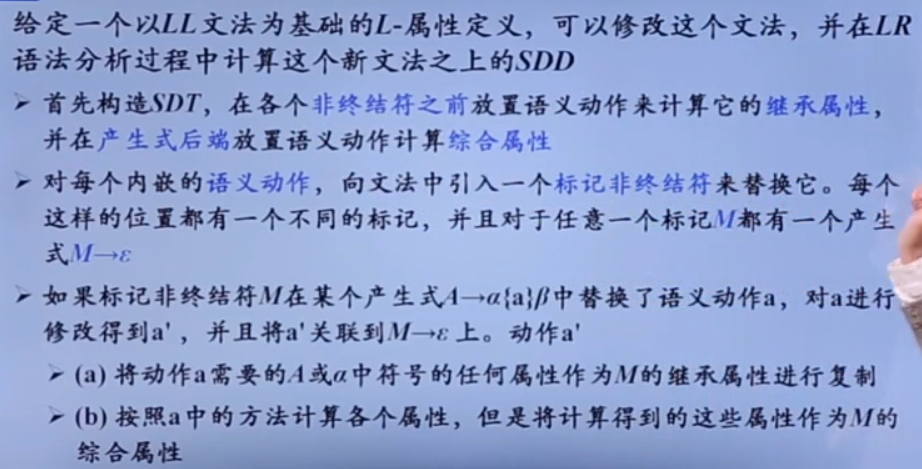 给定一个以LL文法为基础的L-属性定义，可以修改这个文法，并在LR
语法分析过程中计算这个新文法之上的SDD
➢ 首先构造SDT，在各个非终结符之前放置语义动作来计算它的继承属性，
并在产生式后端放置语义动作计算综合属性
➢ 对每个内嵌的语义动作，向文法中引入一个标记非终结符来替换它。每个
这样的位置都有一个不同的标记，并且对于任意一个标记M都有一个产生
式M→ε
➢ 如果标记非终结符M在某个产生式A→α{a}β中替换了语义动作a，对a进行
修改得到a'，并且将a'关联到M→ε 上。动作a'
➢ (a) 将动作a需要的A或α中符号的任何属性作为M的继承属性进行复制
➢ (b) 按照a中的方法计算各个属性，但是将计算得到的这些属性作为M的
综合属性